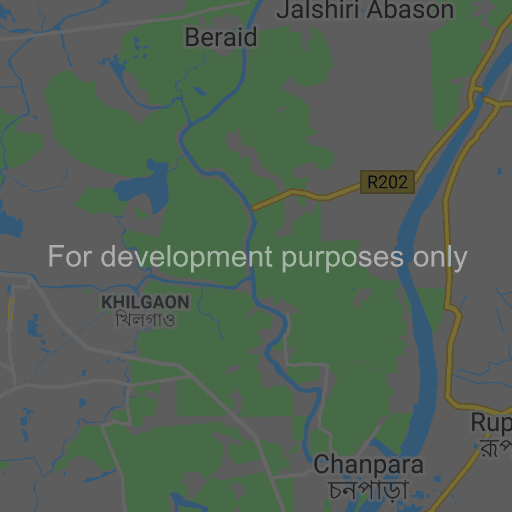 Jalshiri Abason
Beraid
R202
For development purposes only
KHILGAON
খিলগাও
Rup
রূপ
Chanpara
চনপাড়া